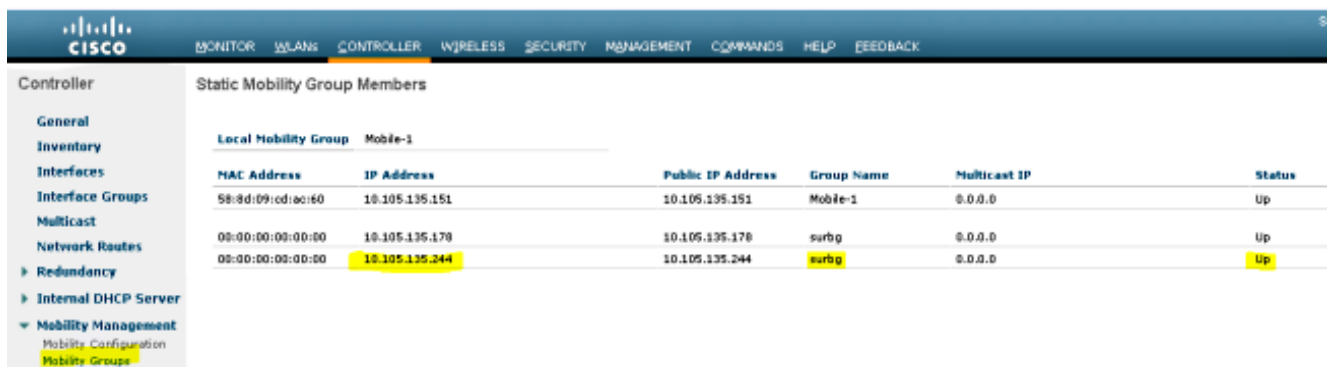 S
CISCO
MONITOR WLANs CONTROLLER WIRELESS SECURITY MANAGEMENT COMMANDS HELP FEEDBACK
Controller
General
Inventory
Interfaces
Interface Groups
Multicast
Network Routes
Redundancy
Internal DHCP Server
Mobility Management
Mobility Configuration
Mobility Groups
Static Mobility Group Members
Local Mobility Group Mobile-1
MAC Address IP Address Public IP Address Group Name Multicast IP Status
58:8d:09:cd:ac:60 10.105.135.151 10.105.135.151 Mobile-1 0.0.0.0 Up
00:00:00:00:00:00 10.105.135.178 10.105.135.178 surbg 0.0.0.0 Up
00:00:00:00:00:00 10.105.135.244 10.105.135.244 surbg 0.0.0.0 Up